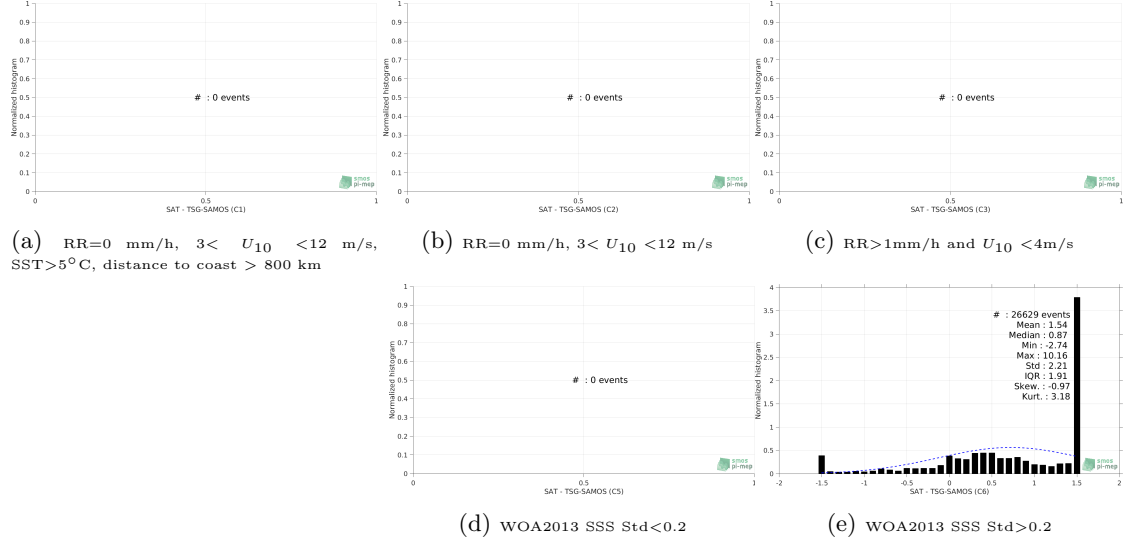 1
0.9
0.8
0.7
0.6
0.5
0.4
0.3
0.2
0.1
0
Normalized histogram
# : 0 events
smos
pi-mep
0 0.5 1
SAT - TSG-SAMOS (C1)
(a) RR=0 mm/h, 3< U10 <12 m/s,
SST>5°C, distance to coast > 800 km
1
0.9
0.8
0.7
0.6
0.5
0.4
0.3
0.2
0.1
0
Normalized histogram
# : 0 events
smos
pi-mep
0 0.5 1
SAT - TSG-SAMOS (C2)
(b) RR=0 mm/h, 3< U10 <12 m/s
1
0.9
0.8
0.7
0.6
0.5
0.4
0.3
0.2
0.1
0
Normalized histogram
# : 0 events
smos
pi-mep
0 0.5 1
SAT - TSG-SAMOS (C3)
(c) RR>1mm/h and U10 <4m/s
1
0.9
0.8
0.7
0.6
0.5
0.4
0.3
0.2
0.1
0
Normalized histogram
# : 0 events
smos
pi-mep
0 0.5 1
SAT - TSG-SAMOS (C5)
(d) WOA2013 SSS Std<0.2
4
3.5
3
2.5
2
1.5
1
0.5
0
Normalized histogram
# : 26629 events
Mean : 1.54
Median : 0.87
Min : -2.74
Max : 10.16
Std : 2.21
IQR : 1.91
Skew. : -0.97
Kurt. : 3.18
smos
pi-mep
-2 -1.5 -1 -0.5 0 0.5 1 1.5 2
SAT - TSG-SAMOS (C6)
(e) WOA2013 SSS Std>0.2